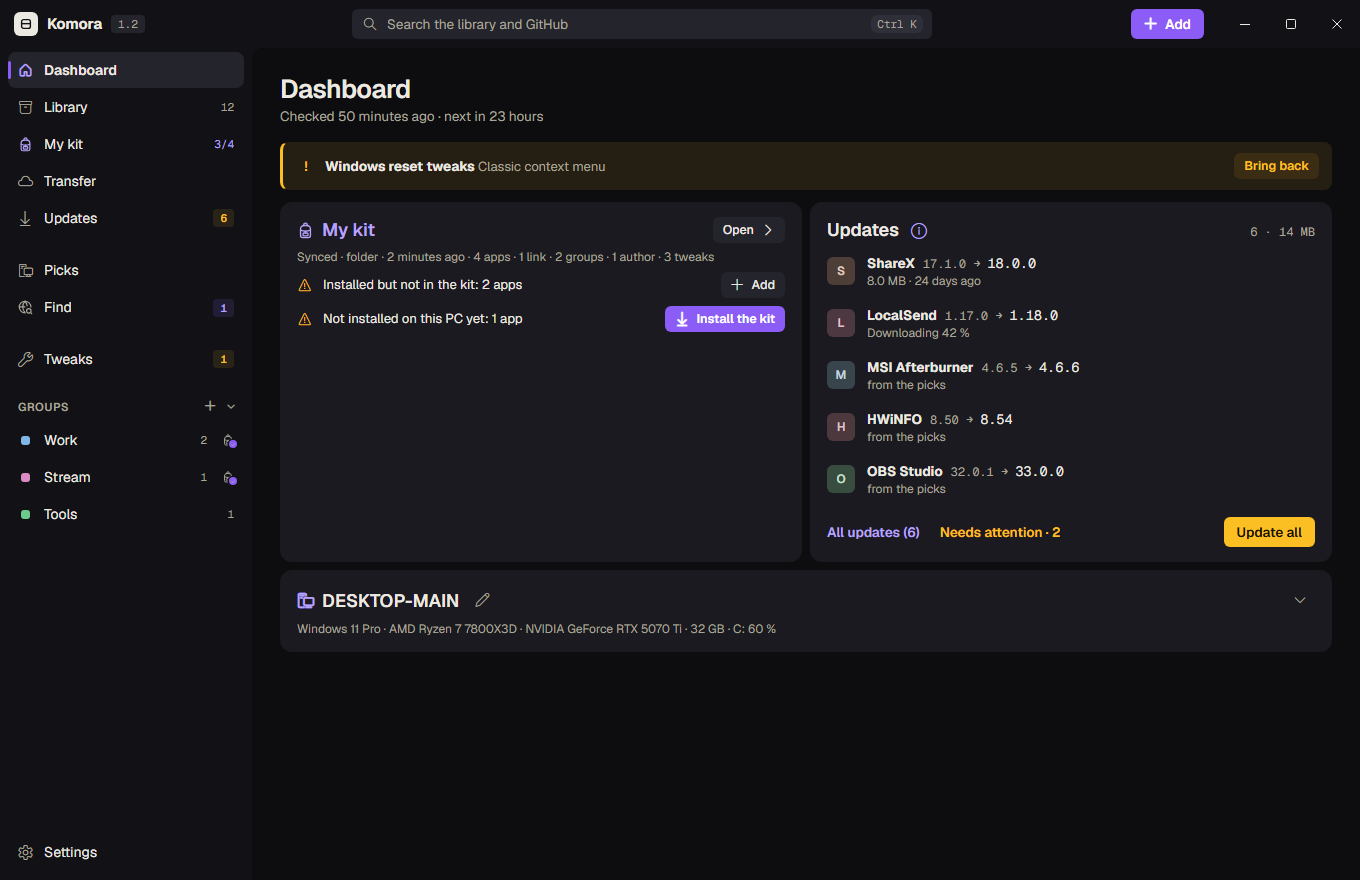 Komora 1.2
Search the library and GitHub
Ctrl K
Add
Dashboard
Library 12
My kit 3/4
Transfer
Updates 6
Picks
Find 1
Tweaks 1
GROUPS
Work 2
Stream 1
Tools 1
Settings
Dashboard
Checked 50 minutes ago · next in 23 hours
! Windows reset tweaks Classic context menu
Bring back
My kit
Open
Synced · folder · 2 minutes ago · 4 apps · 1 link · 2 groups · 1 author · 3 tweaks
Installed but not in the kit: 2 apps
Add
Not installed on this PC yet: 1 app
Install the kit
Updates
6 · 14 MB
S
ShareX 17.1.0 → 18.0.0
8.0 MB · 24 days ago
L
LocalSend 1.17.0 → 1.18.0
Downloading 42 %
M
MSI Afterburner 4.6.5 → 4.6.6
from the picks
H
HWiNFO 8.50 → 8.54
from the picks
O
OBS Studio 32.0.1 → 33.0.0
from the picks
All updates (6)
Needs attention · 2
Update all
DESKTOP-MAIN
Windows 11 Pro · AMD Ryzen 7 7800X3D · NVIDIA GeForce RTX 5070 Ti · 32 GB · C: 60 %